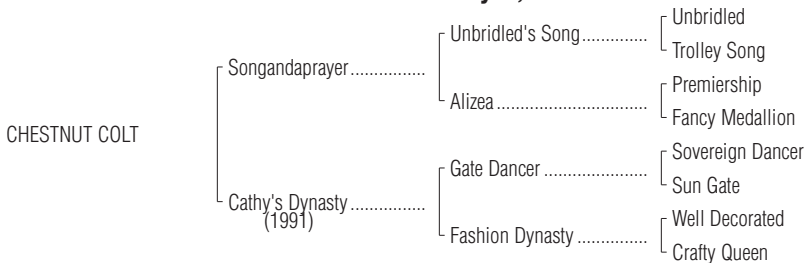 Unbridled
Unbridled's Song..............
Trolley Song
Songandaprayer................
Premiership
Alizea................................
Fancy Medallion
CHESTNUT COLT
Sovereign Dancer
Gate Dancer ......................
Sun Gate
Cathy's Dynasty................
(1991)
Well Decorated
Fashion Dynasty ...............
Crafty Queen